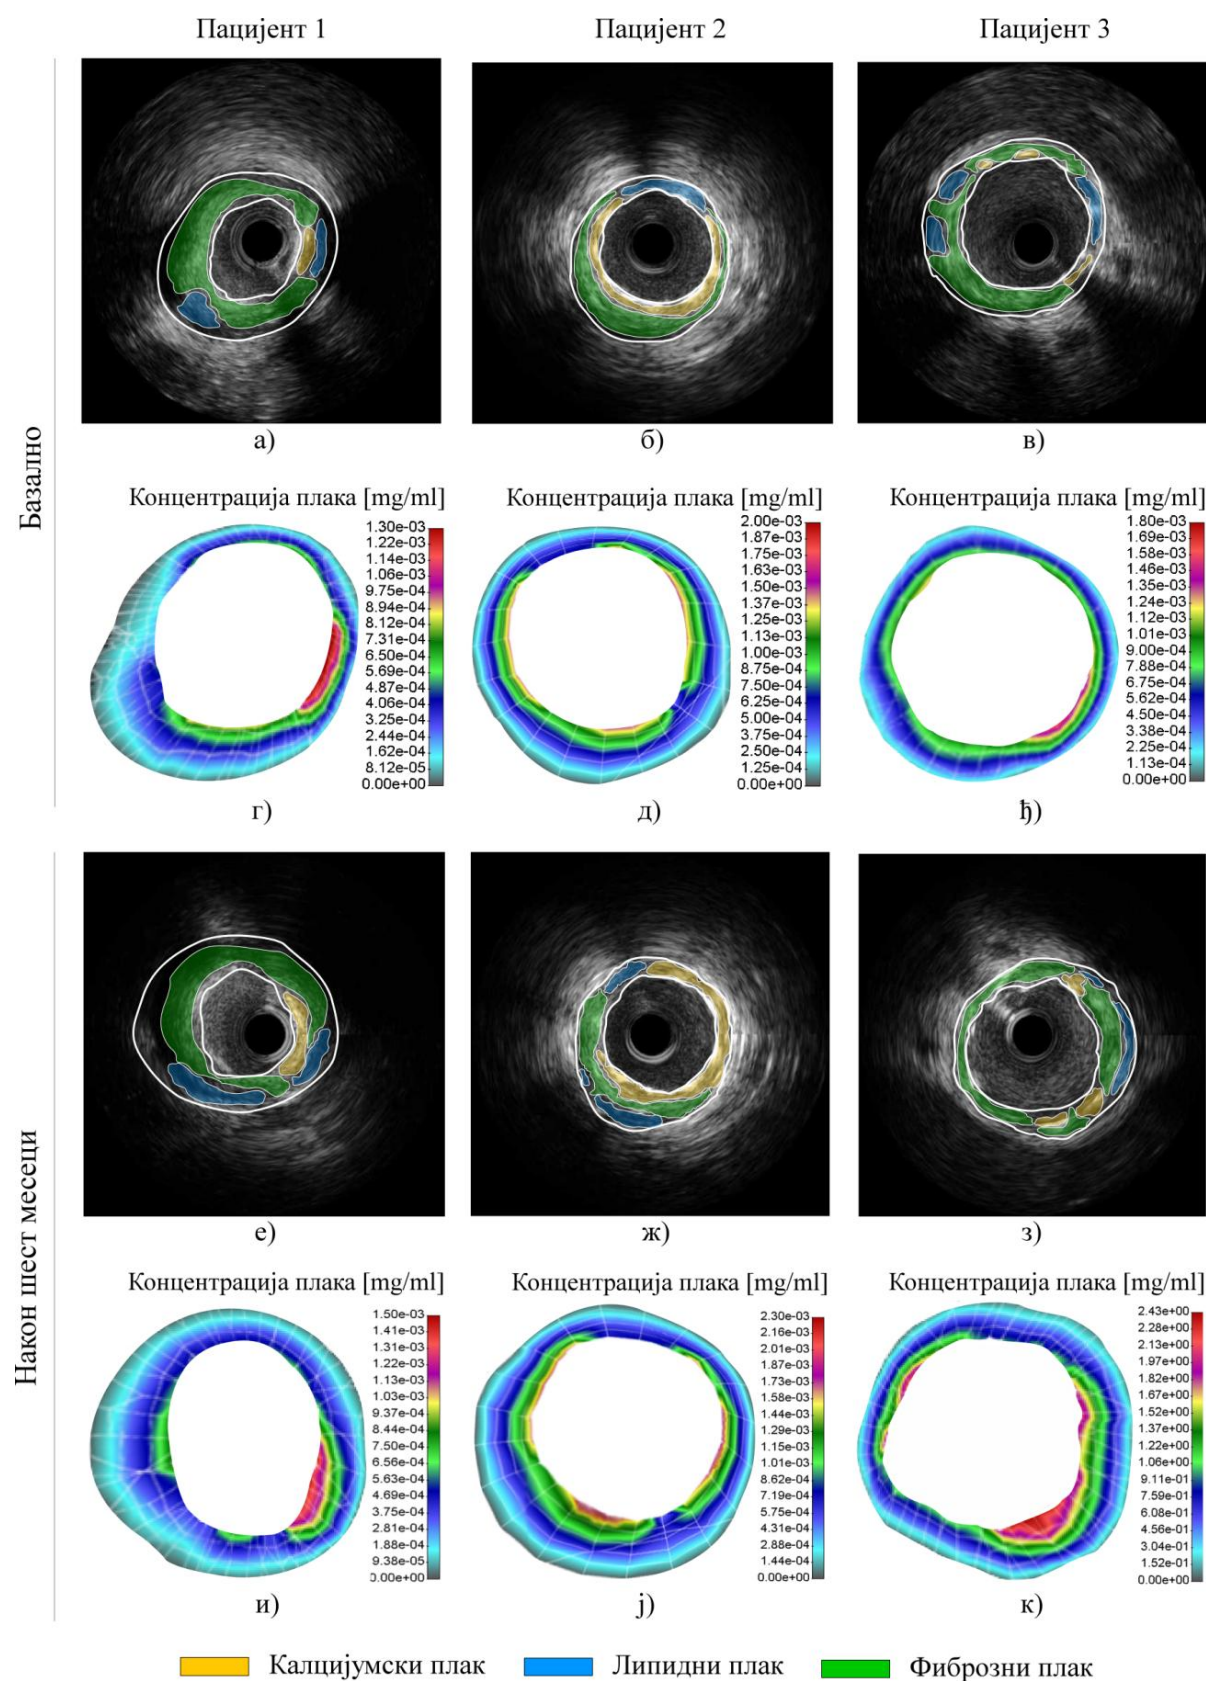 Пацијент 1 Пацијент 2 Пацијент 3
Базално
а) б) в)
Концентрација плака [mg/ml] Концентрација плака [mg/ml] Концентрација плака [mg/ml]
1.30e-03 2.00e-03 1.80e-03
1.22e-03 1.87e-03 1.69e-03
1.14e-03 1.75e-03 1.58e-03
1.06e-03 1.63e-03 1.46e-03
9.75e-04 1.50e-03 1.35e-03
8.94e-04 1.37e-03 1.24e-03
8.12e-04 1.25e-03 1.12e-03
7.31e-04 1.13e-03 1.01e-03
6.50e-04 1.00e-03 9.00e-04
5.69e-04 8.75e-04 7.88e-04
4.87e-04 7.50e-04 6.75e-04
4.06e-04 6.25e-04 5.62e-04
3.25e-04 5.00e-04 4.50e-04
2.44e-04 3.75e-04 3.38e-04
1.62e-04 2.50e-04 2.25e-04
8.12e-05 1.25e-04 1.13e-04
0.00e+00 0.00e+00 0.00e+00
г) д) ђ)
Након шест месеци
е) ж) з)
Концентрација плака [mg/ml] Концентрација плака [mg/ml] Концентрација плака [mg/ml]
1.50e-03 2.30e-03 2.43e+00
1.41e-03 2.16e-03 2.28e+00
1.31e-03 2.01e-03 2.13e+00
1.22e-03 1.87e-03 1.97e+00
1.13e-03 1.73e-03 1.82e+00
1.03e-03 1.58e-03 1.67e+00
9.37e-04 1.44e-03 1.52e+00
8.44e-04 1.29e-03 1.37e+00
7.50e-04 1.15e-03 1.22e+00
6.56e-04 1.01e-03 1.06e+00
5.63e-04 8.62e-04 9.11e-01
4.69e-04 7.19e-04 7.59e-01
3.75e-04 5.75e-04 6.08e-01
2.81e-04 4.31e-04 4.56e-01
1.88e-04 2.88e-04 3.04e-01
9.38e-05 1.44e-04 1.52e-01
0.00e+00 0.00e+00 0.00e+00
и) ј) к)
Калцијумски плак Липидни плак Фиброзни плак